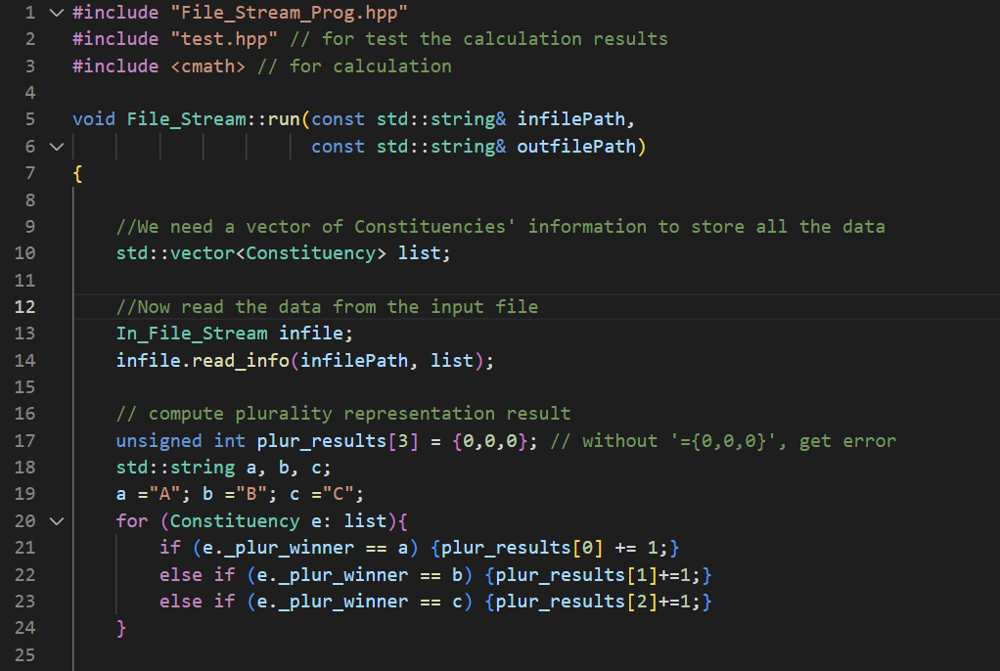 1 #include "File_Stream_Prog.hpp"
2 #include "test.hpp" // for test the calculation results
3 #include <cmath> // for calculation
4
5 void File_Stream::run(const std::string& infilePath,
6                       const std::string& outfilePath)
7 {
8
9     //We need a vector of Constituencies' information to store all the data
10     std::vector<Constituency> list;
11
12     //Now read the data from the input file
13     In_File_Stream infile;
14     infile.read_info(infilePath, list);
15
16     // compute plurality representation result
17     unsigned int plur_results[3] = {0,0,0}; // without '={0,0,0}', get error
18     std::string a, b, c;
19     a ="A"; b ="B"; c ="C";
20     for (Constituency e: list){
21         if (e._plur_winner == a) {plur_results[0] += 1;}
22         else if (e._plur_winner == b) {plur_results[1]+=1;}
23         else if (e._plur_winner == c) {plur_results[2]+=1;}
24     }
25